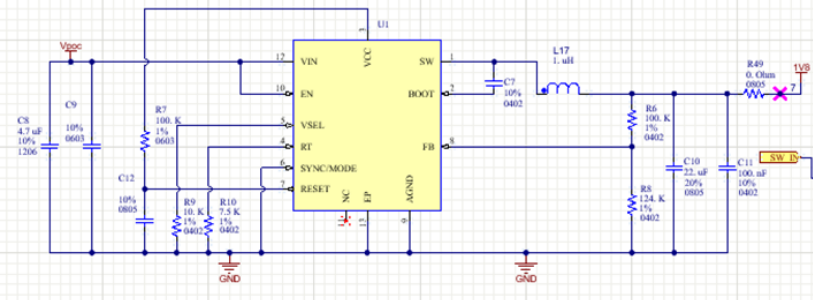 U1
Vpoc
3
VCC
12
VIN
10
EN
5
VSEL
4
RT
6
SYNC/MODE
7
RESET
NC
EP
AGND
13
9
SW
1
BOOT
2
FB
8
C8
4.7 uF
10%
1206
C9
10%
0603
R7
100. K
1%
0603
C12
10%
0805
R9
10. K
1%
0402
R10
7.5 K
1%
0402
GND
GND
C7
10%
0402
L17
1. uH
R6
100. K
1%
0402
R8
124. K
1%
0402
C10
22. uF
20%
0805
C11
100. nF
10%
0402
R49
0. Ohm
0805
7
1V8
SW_IN